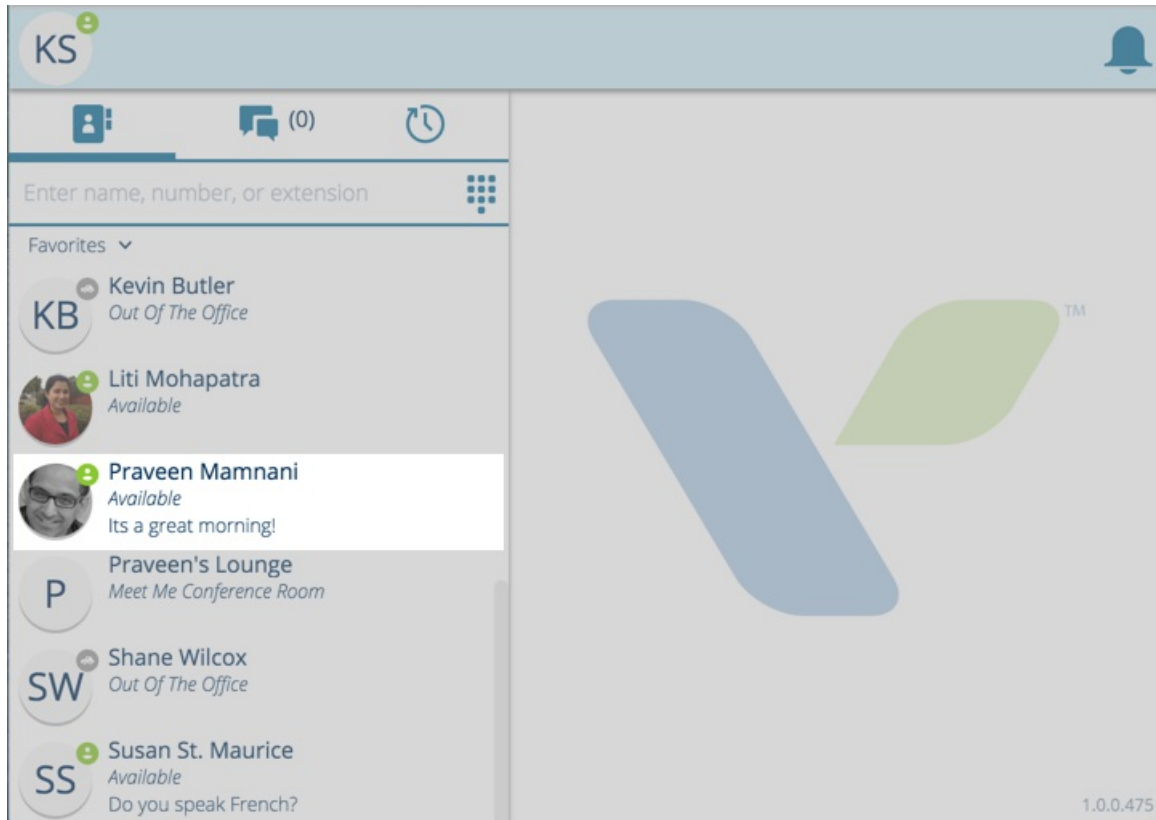 KS
(0)
Enter name, number, or extension
Favorites
KB
Kevin Butler
Out Of The Office
Liti Mohapatra
Available
Praveen Mamnani
Available
Its a great morning!
P
Praveen's Lounge
Meet Me Conference Room
SW
Shane Wilcox
Out Of The Office
SS
Susan St. Maurice
Available
Do you speak French?
TM
1.0.0.475